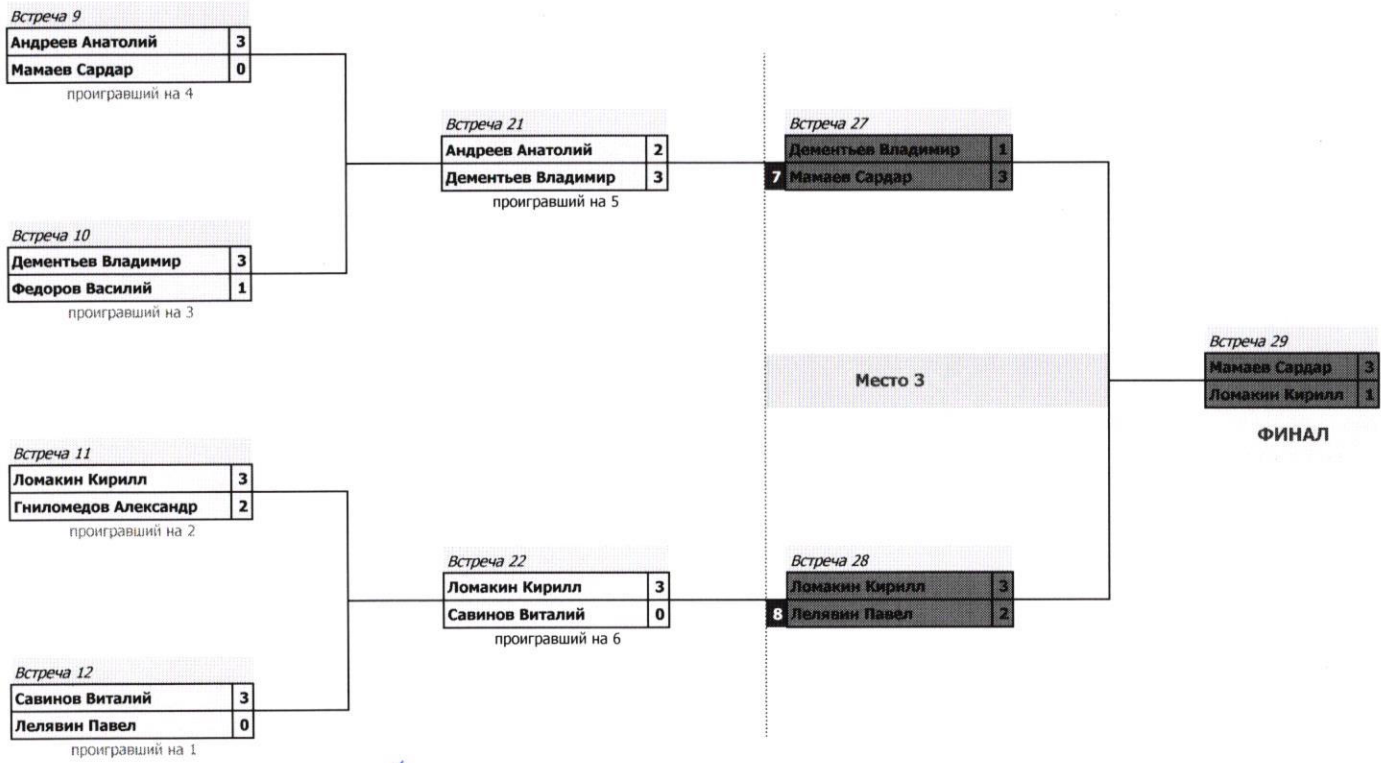 Встреча 9
Андреев Анатолий 3
Мамаев Сардар 0
проигравший на 4
Встреча 10
Дементьев Владимир 3
Федоров Василий 1
проигравший на 3
Встреча 11
Ломакин Кирилл 3
Гниломедов Александр 2
проигравший на 2
Встреча 12
Савинов Виталий 3
Лелявин Павел 0
проигравший на 1
Встреча 21
Андреев Анатолий 2
Дементьев Владимир 3
проигравший на 5
Встреча 22
Ломакин Кирилл 3
Савинов Виталий 0
проигравший на 6
Встреча 27
Дементьев Владимир 1
7 Мамаев Сардар 3
Место 3
Встреча 28
Ломакин Кирилл 3
8 Лелявин Павел 2
Встреча 29
Мамаев Сардар 3
Ломакин Кирилл 1
ФИНАЛ